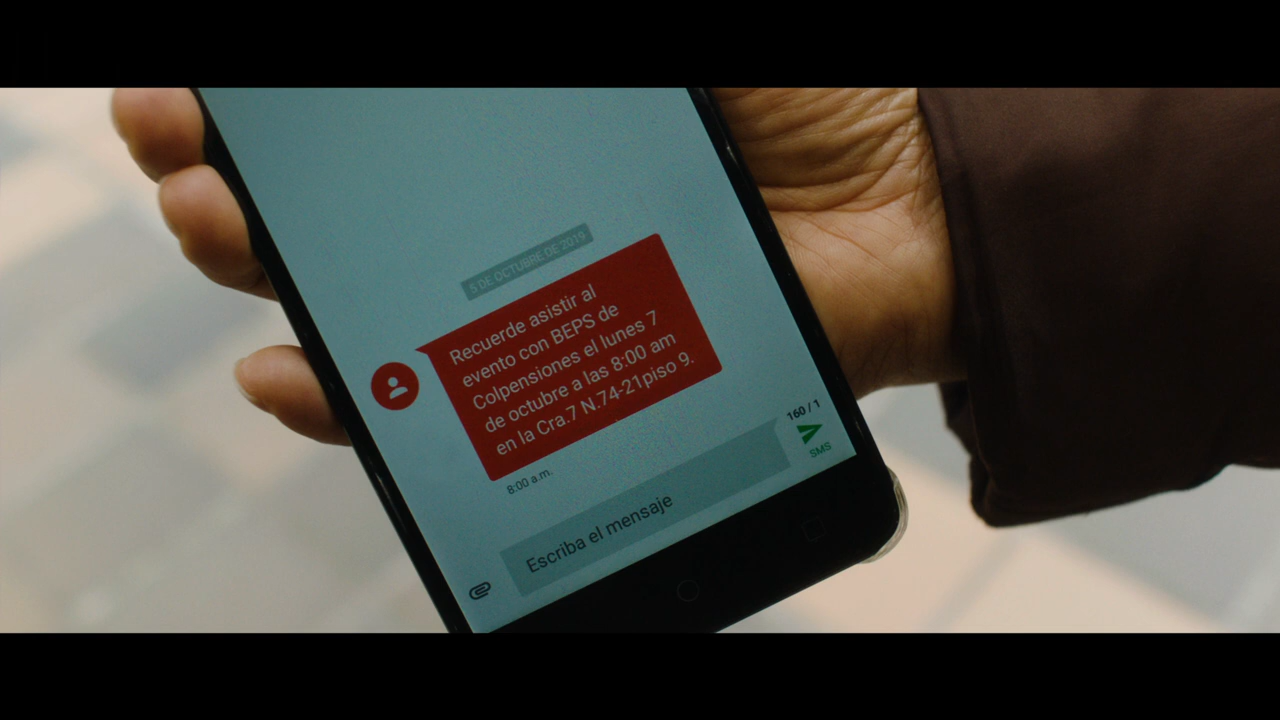 5 DE OCTUBRE DE 2019
Recuerde asistir al
evento con BEPS de
Colpensiones el lunes 7
de octubre a las 8:00 am
en la Cra.7 N.74-21piso 9.
8:00 a.m.
160 / 1
SMS
Escriba el mensaje